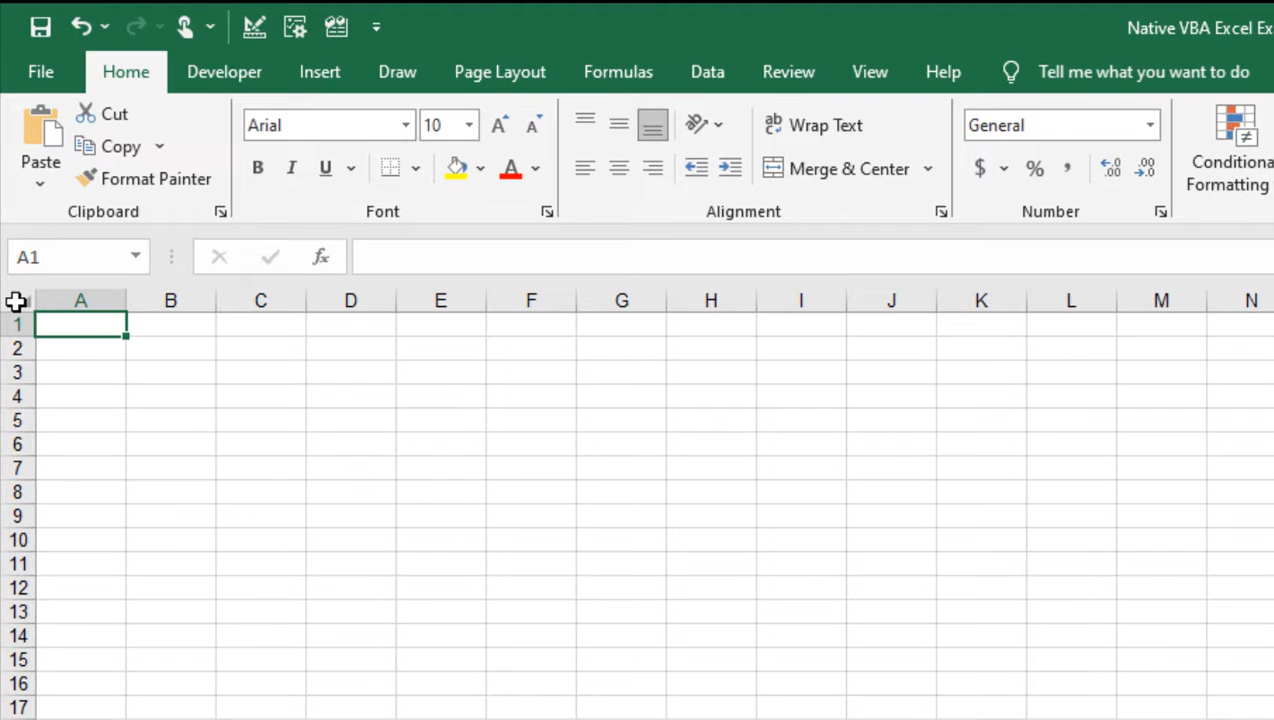 Native VBA Excel Ex
File Home Developer Insert Draw Page Layout Formulas Data Review View Help Tell me what you want to do
Paste
Cut
Copy
Format Painter
Clipboard
Arial 10
B I U A
Font
ab Wrap Text
Merge & Center
Alignment
General
$ % ,
Number
Conditiona
Formatting
A1 fx
A B C D E F G H I J K L M N
1
2
3
4
5
6
7
8
9
10
11
12
13
14
15
16
17